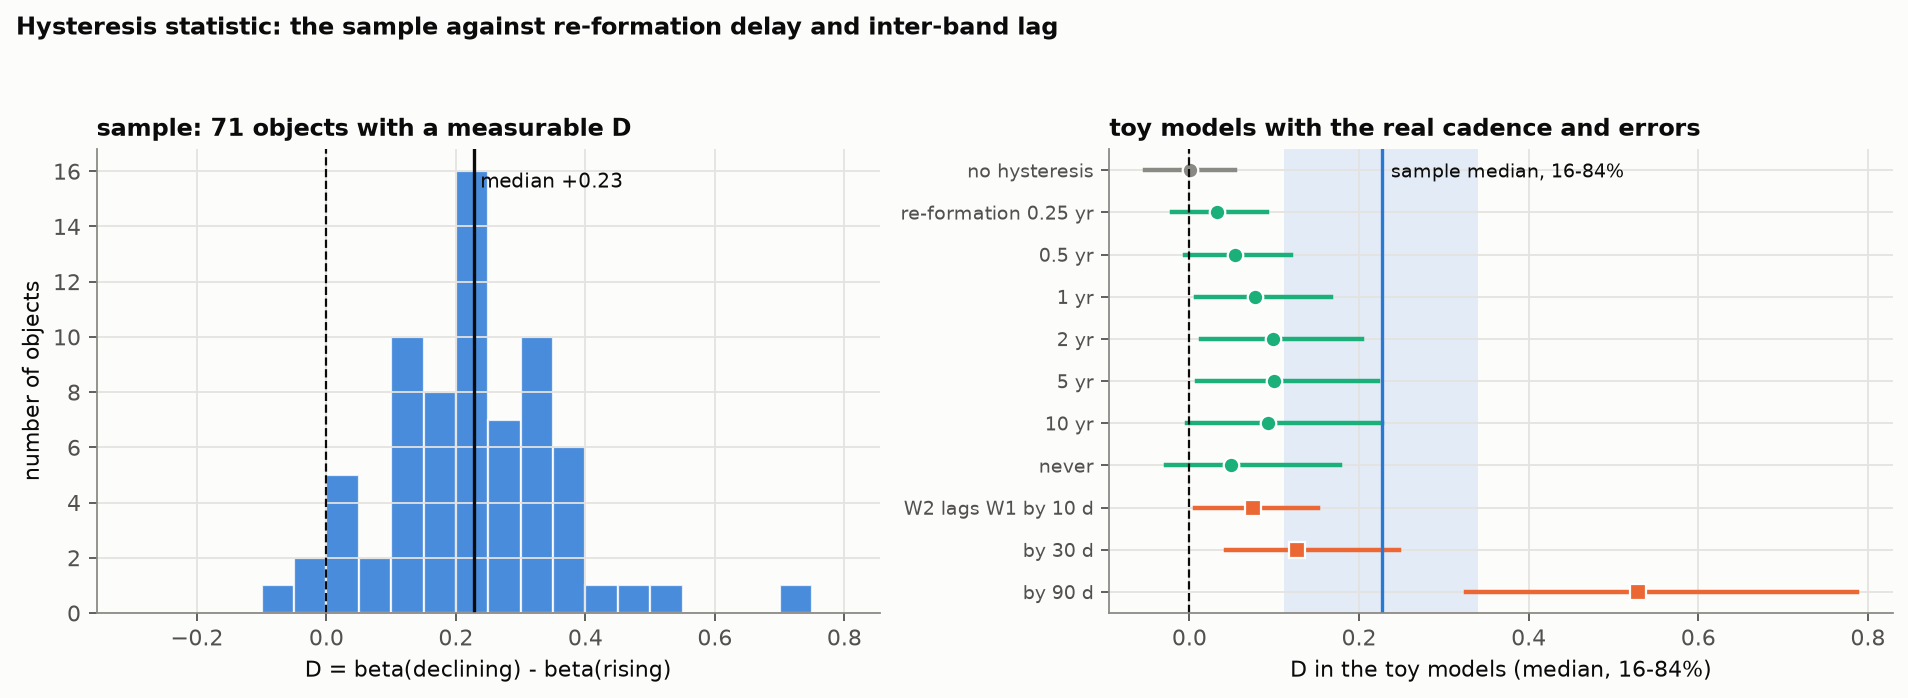 Hysteresis statistic: the sample against re-formation delay and inter-band lag
sample: 71 objects with a measurable D
16
14
12
10
8
6
4
2
0
number of objects
median +0.23
−0.2
0.0
0.2
0.4
0.6
0.8
D = beta(declining) - beta(rising)
toy models with the real cadence and errors
no hysteresis
re-formation 0.25 yr
0.5 yr
1 yr
2 yr
5 yr
10 yr
never
W2 lags W1 by 10 d
by 30 d
by 90 d
sample median, 16-84%
0.0
0.2
0.4
0.6
0.8
D in the toy models (median, 16-84%)